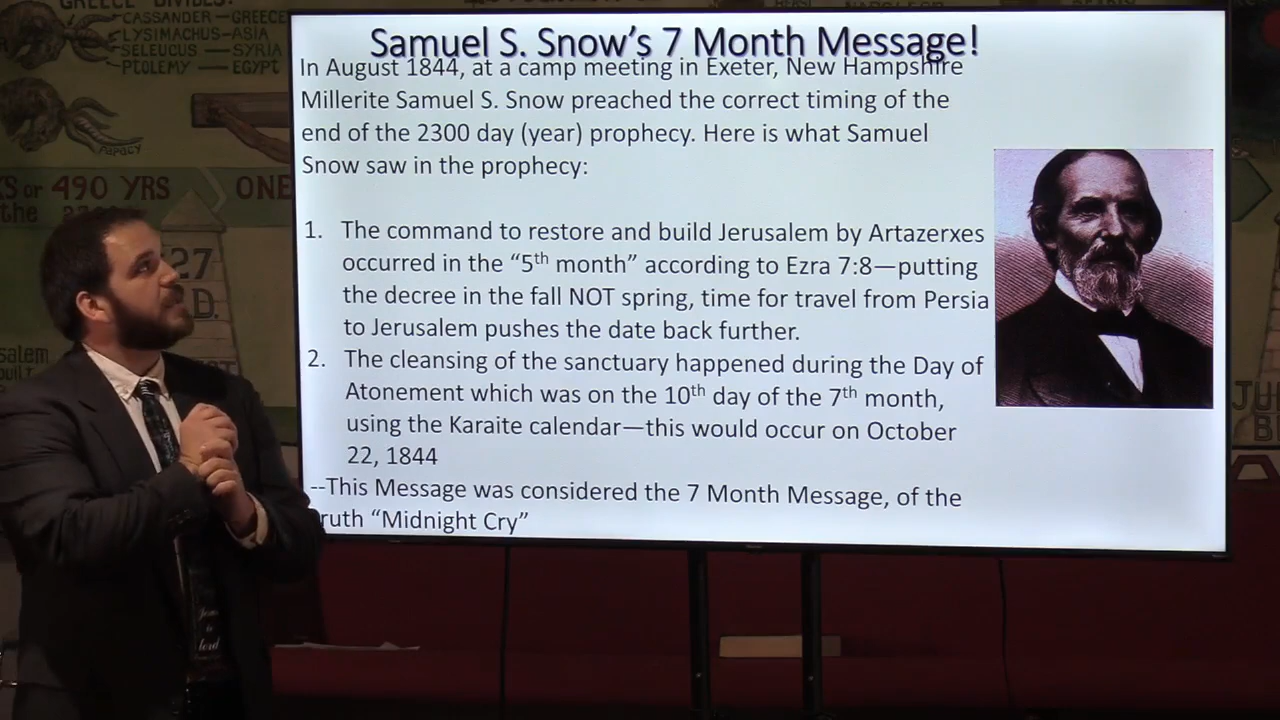 GREECE DIVIDES:
CASSANDER — GREECE
LYSIMACHUS-ASIA
SELEUCUS — SYRIA
PTOLEMY — EGYPT
PAPACY
or 490 YRS
the
ONE
27
D.
Samuel S. Snow's 7 Month Message!
In August 1844, at a camp meeting in Exeter, New Hampshire
Millerite Samuel S. Snow preached the correct timing of the
end of the 2300 day (year) prophecy. Here is what Samuel
Snow saw in the prophecy:
1. The command to restore and build Jerusalem by Artazerxes
occurred in the "5th month" according to Ezra 7:8—putting
the decree in the fall NOT spring, time for travel from Persia
to Jerusalem pushes the date back further.
2. The cleansing of the sanctuary happened during the Day of
Atonement which was on the 10th day of the 7th month,
using the Karaite calendar—this would occur on October
22, 1844
--This Message was considered the 7 Month Message, of the
ruth "Midnight Cry"
Jesus
is
lord